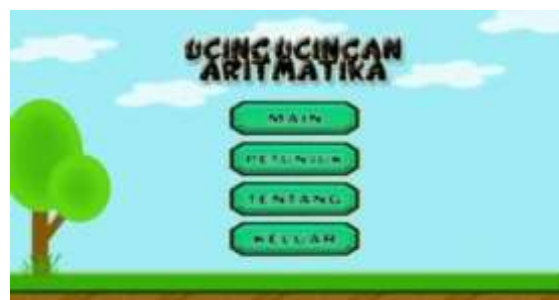 UCING UCINGAN
ARITMATIKA
MAIN
PETUNJUK
TENTANG
KELUAR